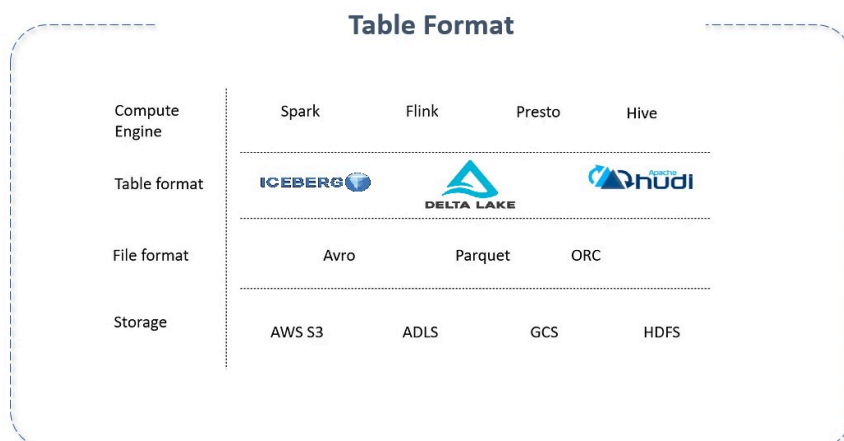 Table Format
Compute Engine
Spark Flink Presto Hive
Table format
ICEBERG
DELTA LAKE
Apache hudi
File format
Avro Parquet ORC
Storage
AWS S3 ADLS GCS HDFS